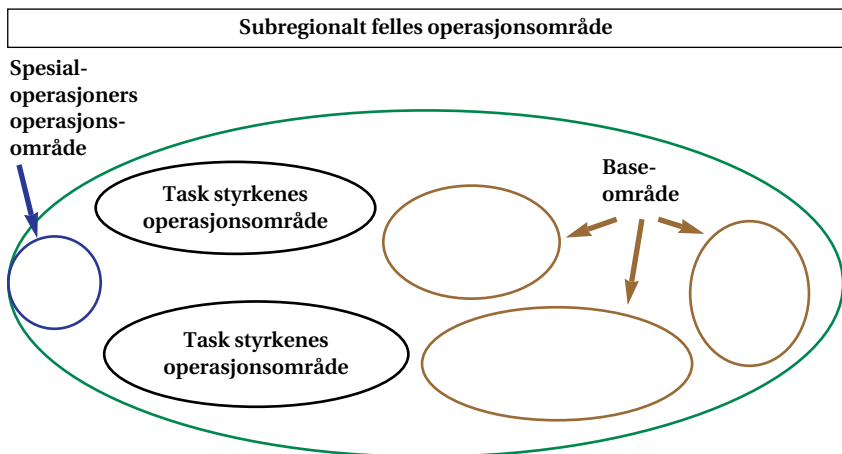 Subregionalt felles operasjonsområde
Spesial-
operasjoners
operasjons-
område
Task styrkenes
operasjonsområde
Base-
område
Task styrkenes
operasjonsområde